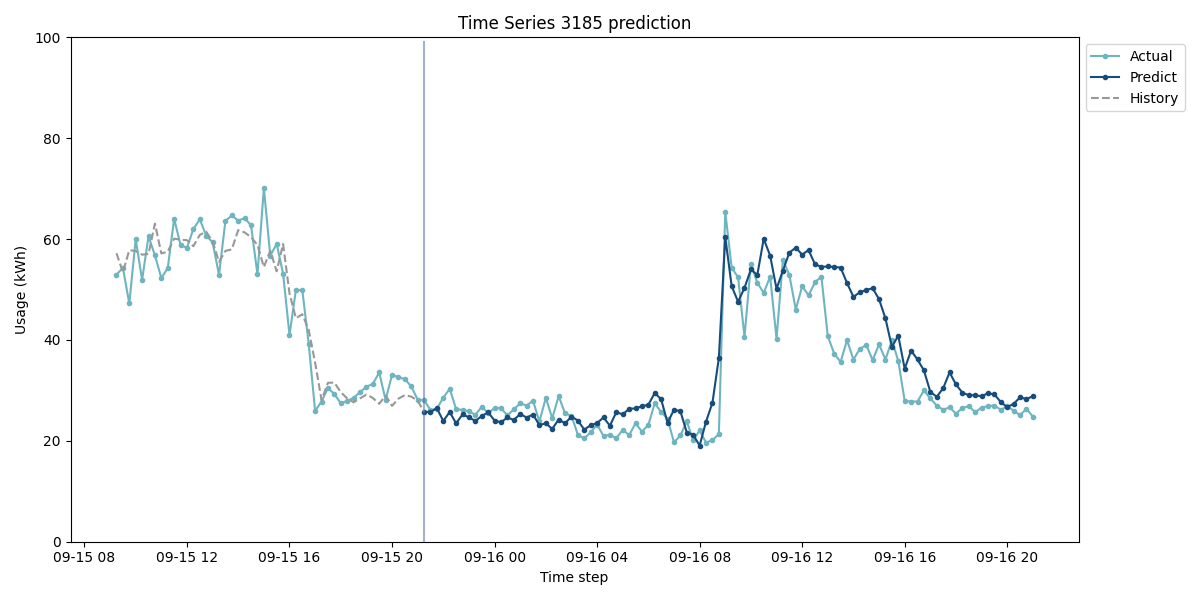 Time Series 3185 prediction
100
80
60
40
20
0
Usage (kWh)
09-15 08
09-15 12
09-15 16
09-15 20
09-16 00
09-16 04
09-16 08
09-16 12
09-16 16
09-16 20
Time step
Actual
Predict
History